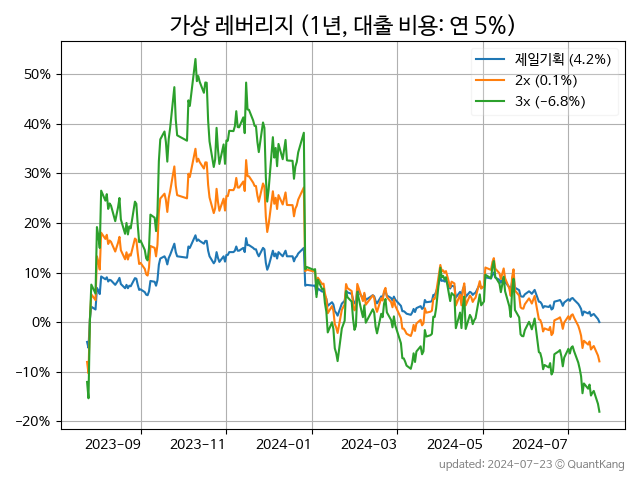 가상 레버리지 (1년, 대출 비용: 연 5%)
제일기획 (4.2%)
2x (0.1%)
3x (−6.8%)
50%
40%
30%
20%
10%
0%
−10%
−20%
2023-09
2023-11
2024-01
2024-03
2024-05
2024-07
updated: 2024-07-23 © QuantKang